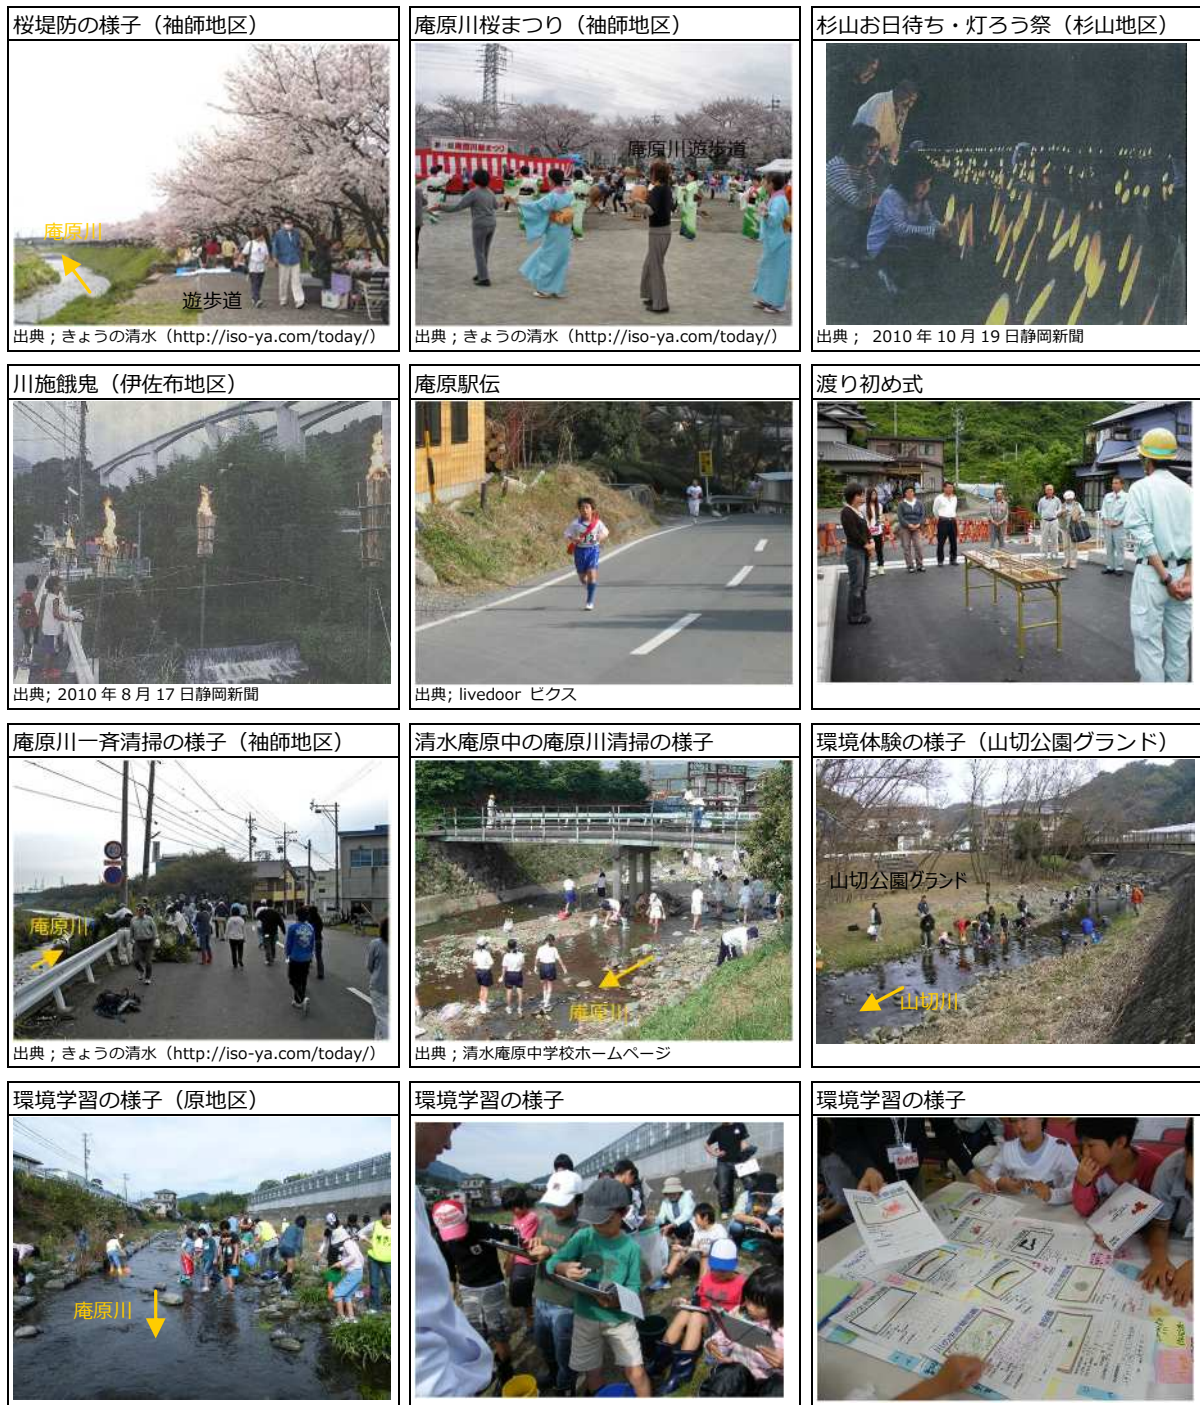 桜堤防の様子（袖師地区）
庵原川
遊歩道
出典；きょうの清水（http://iso-ya.com/today/）
庵原川桜まつり（袖師地区）
庵原川遊歩道
出典；きょうの清水（http://iso-ya.com/today/）
杉山お日待ち・灯ろう祭（杉山地区）
出典； 2010 年 10 月 19 日静岡新聞
川施餓鬼（伊佐布地区）
出典; 2010 年 8 月 17 日静岡新聞
庵原駅伝
出典; livedoor ピクス
渡り初め式
庵原川一斉清掃の様子（袖師地区）
庵原川
出典；きょうの清水（http://iso-ya.com/today/）
清水庵原中の庵原川清掃の様子
庵原川
出典；清水庵原中学校ホームページ
環境体験の様子（山切公園グランド）
山切公園グランド
山切川
環境学習の様子（原地区）
庵原川
環境学習の様子
環境学習の様子